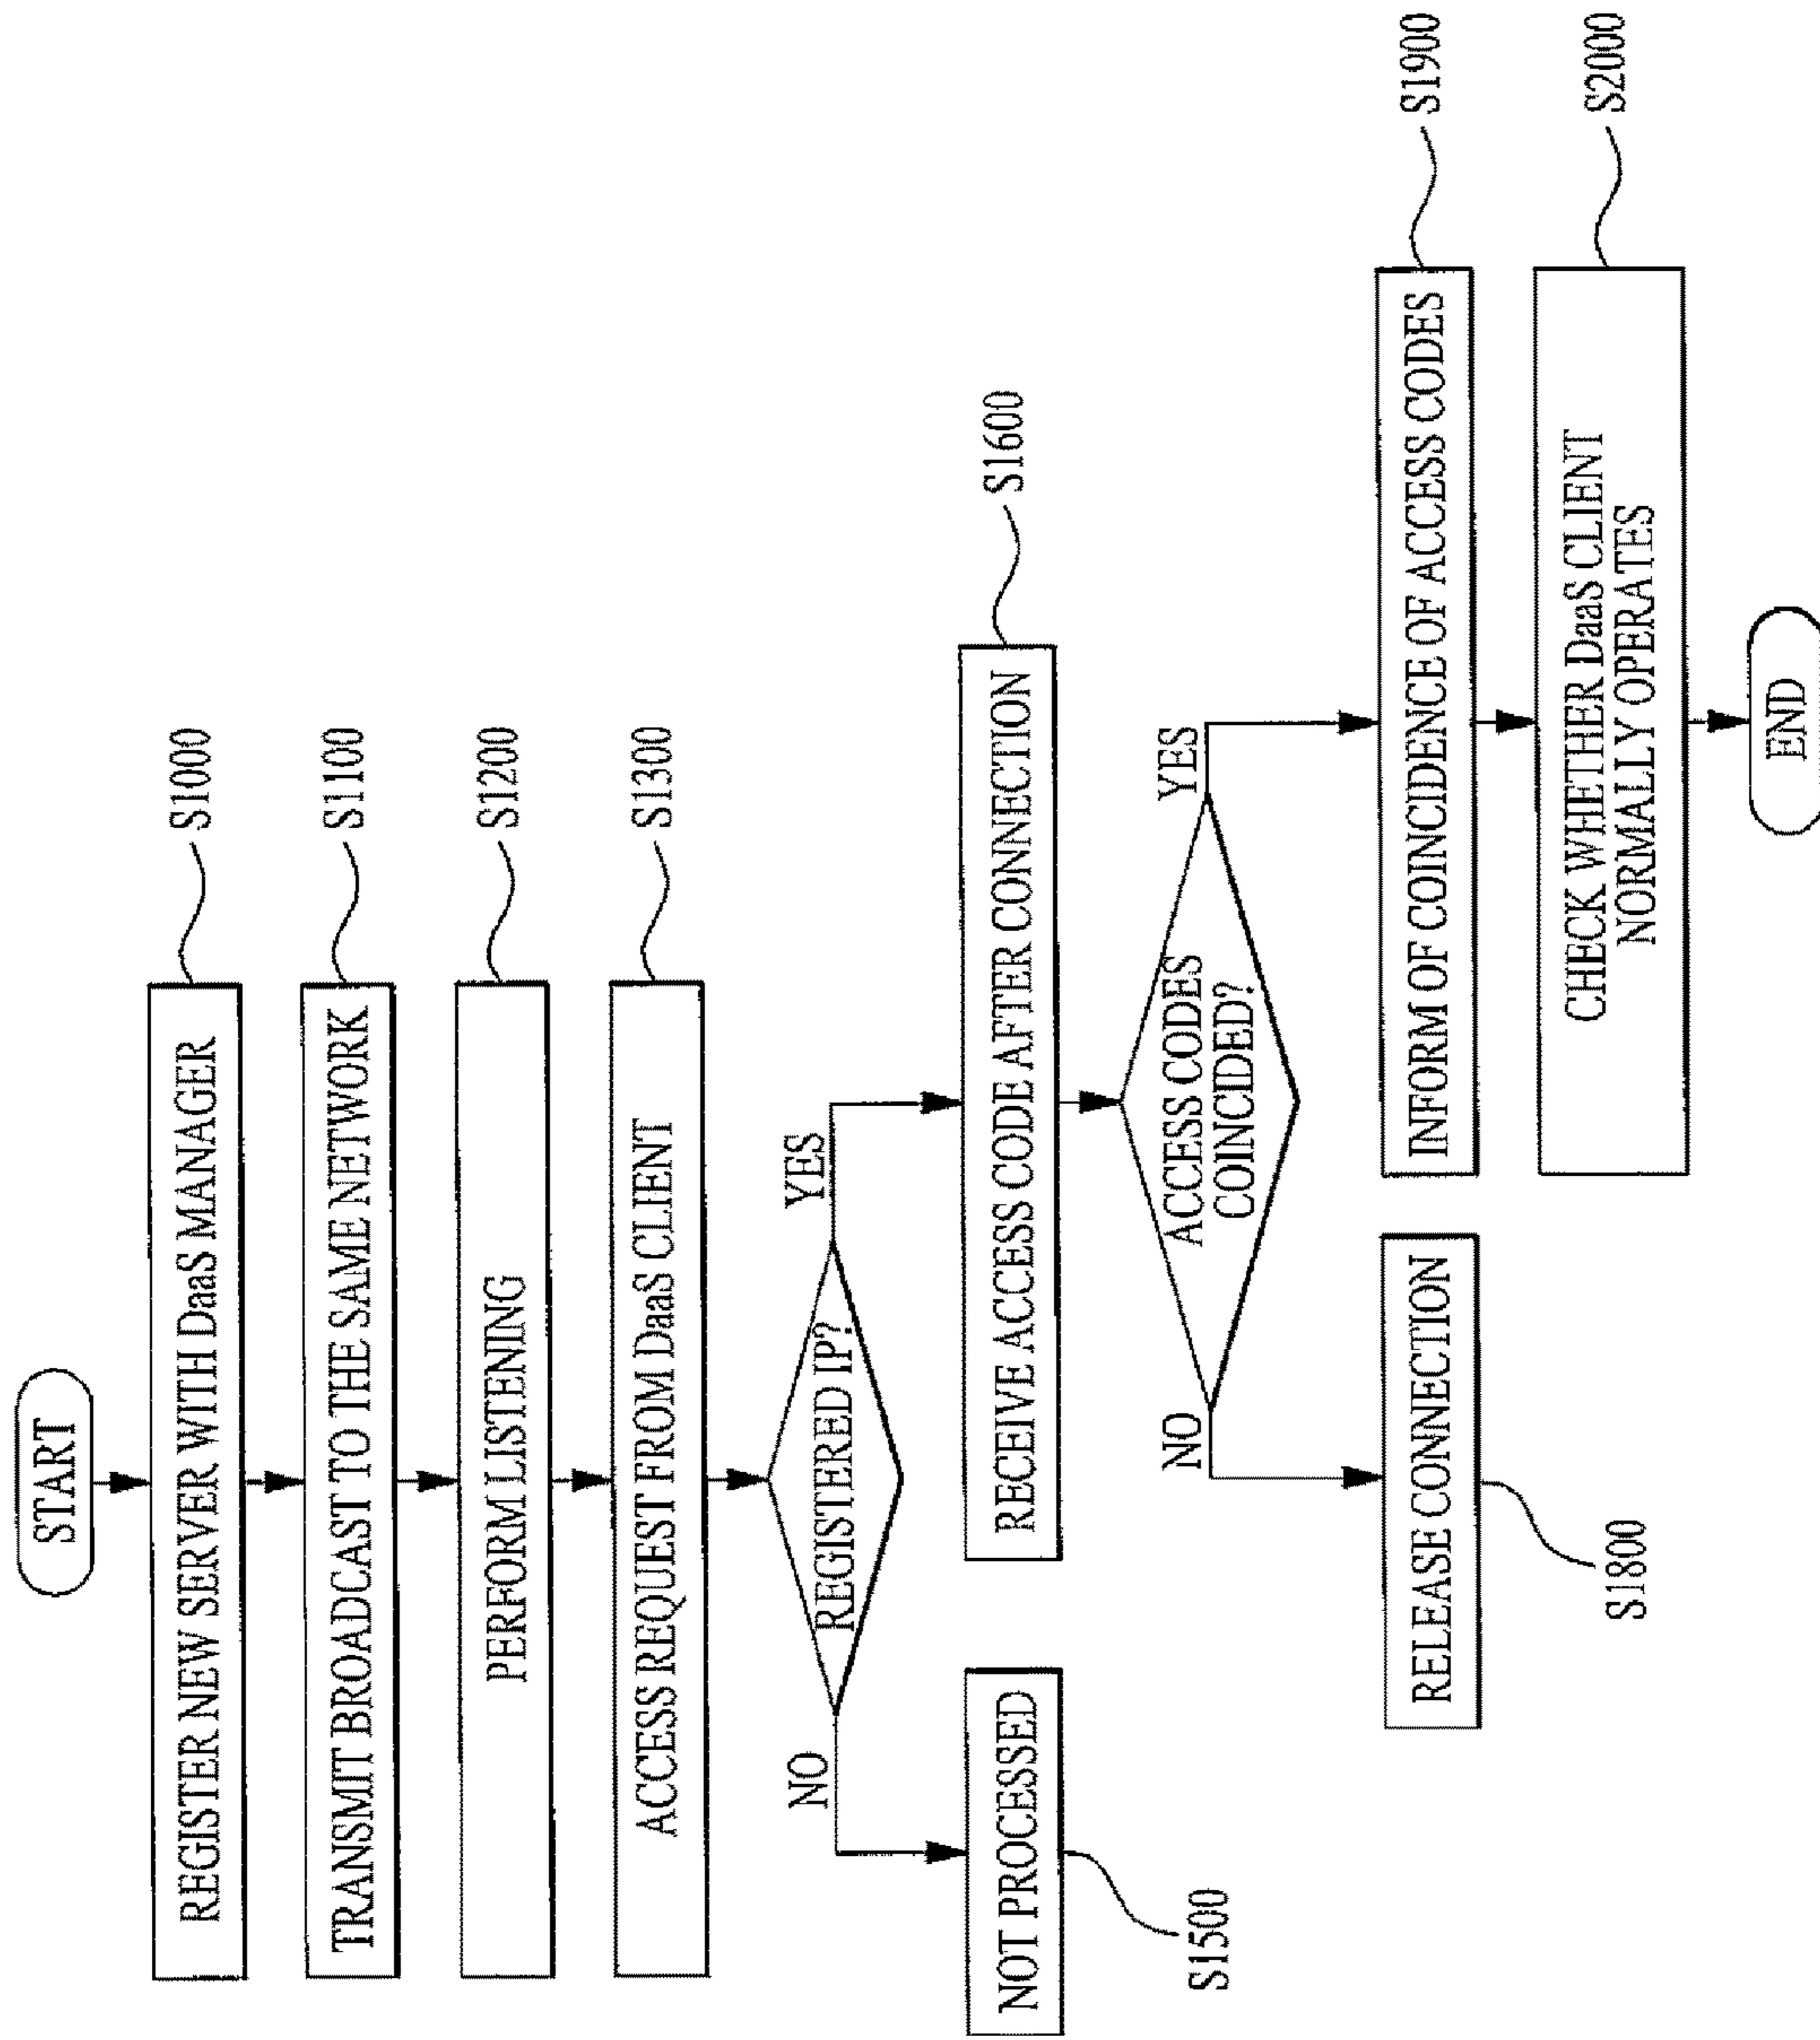 START
REGISTER NEW SERVER WITH DaaS MANAGER
S1000
TRANSMIT BROADCAST TO THE SAME NETWORK
S1100
PERFORM LISTENING
S1200
ACCESS REQUEST FROM DaaS CLIENT
S1300
REGISTERED IP?
NO
YES
NOT PROCESSED
S1500
RECEIVE ACCESS CODE AFTER CONNECTION
S1600
ACCESS CODES
COINCIDED?
NO
YES
RELEASE CONNECTION
S1800
INFORM OF COINCIDENCE OF ACCESS CODES
S1900
CHECK WHETHER DaaS CLIENT
NORMALLY OPERATES
S2000
END